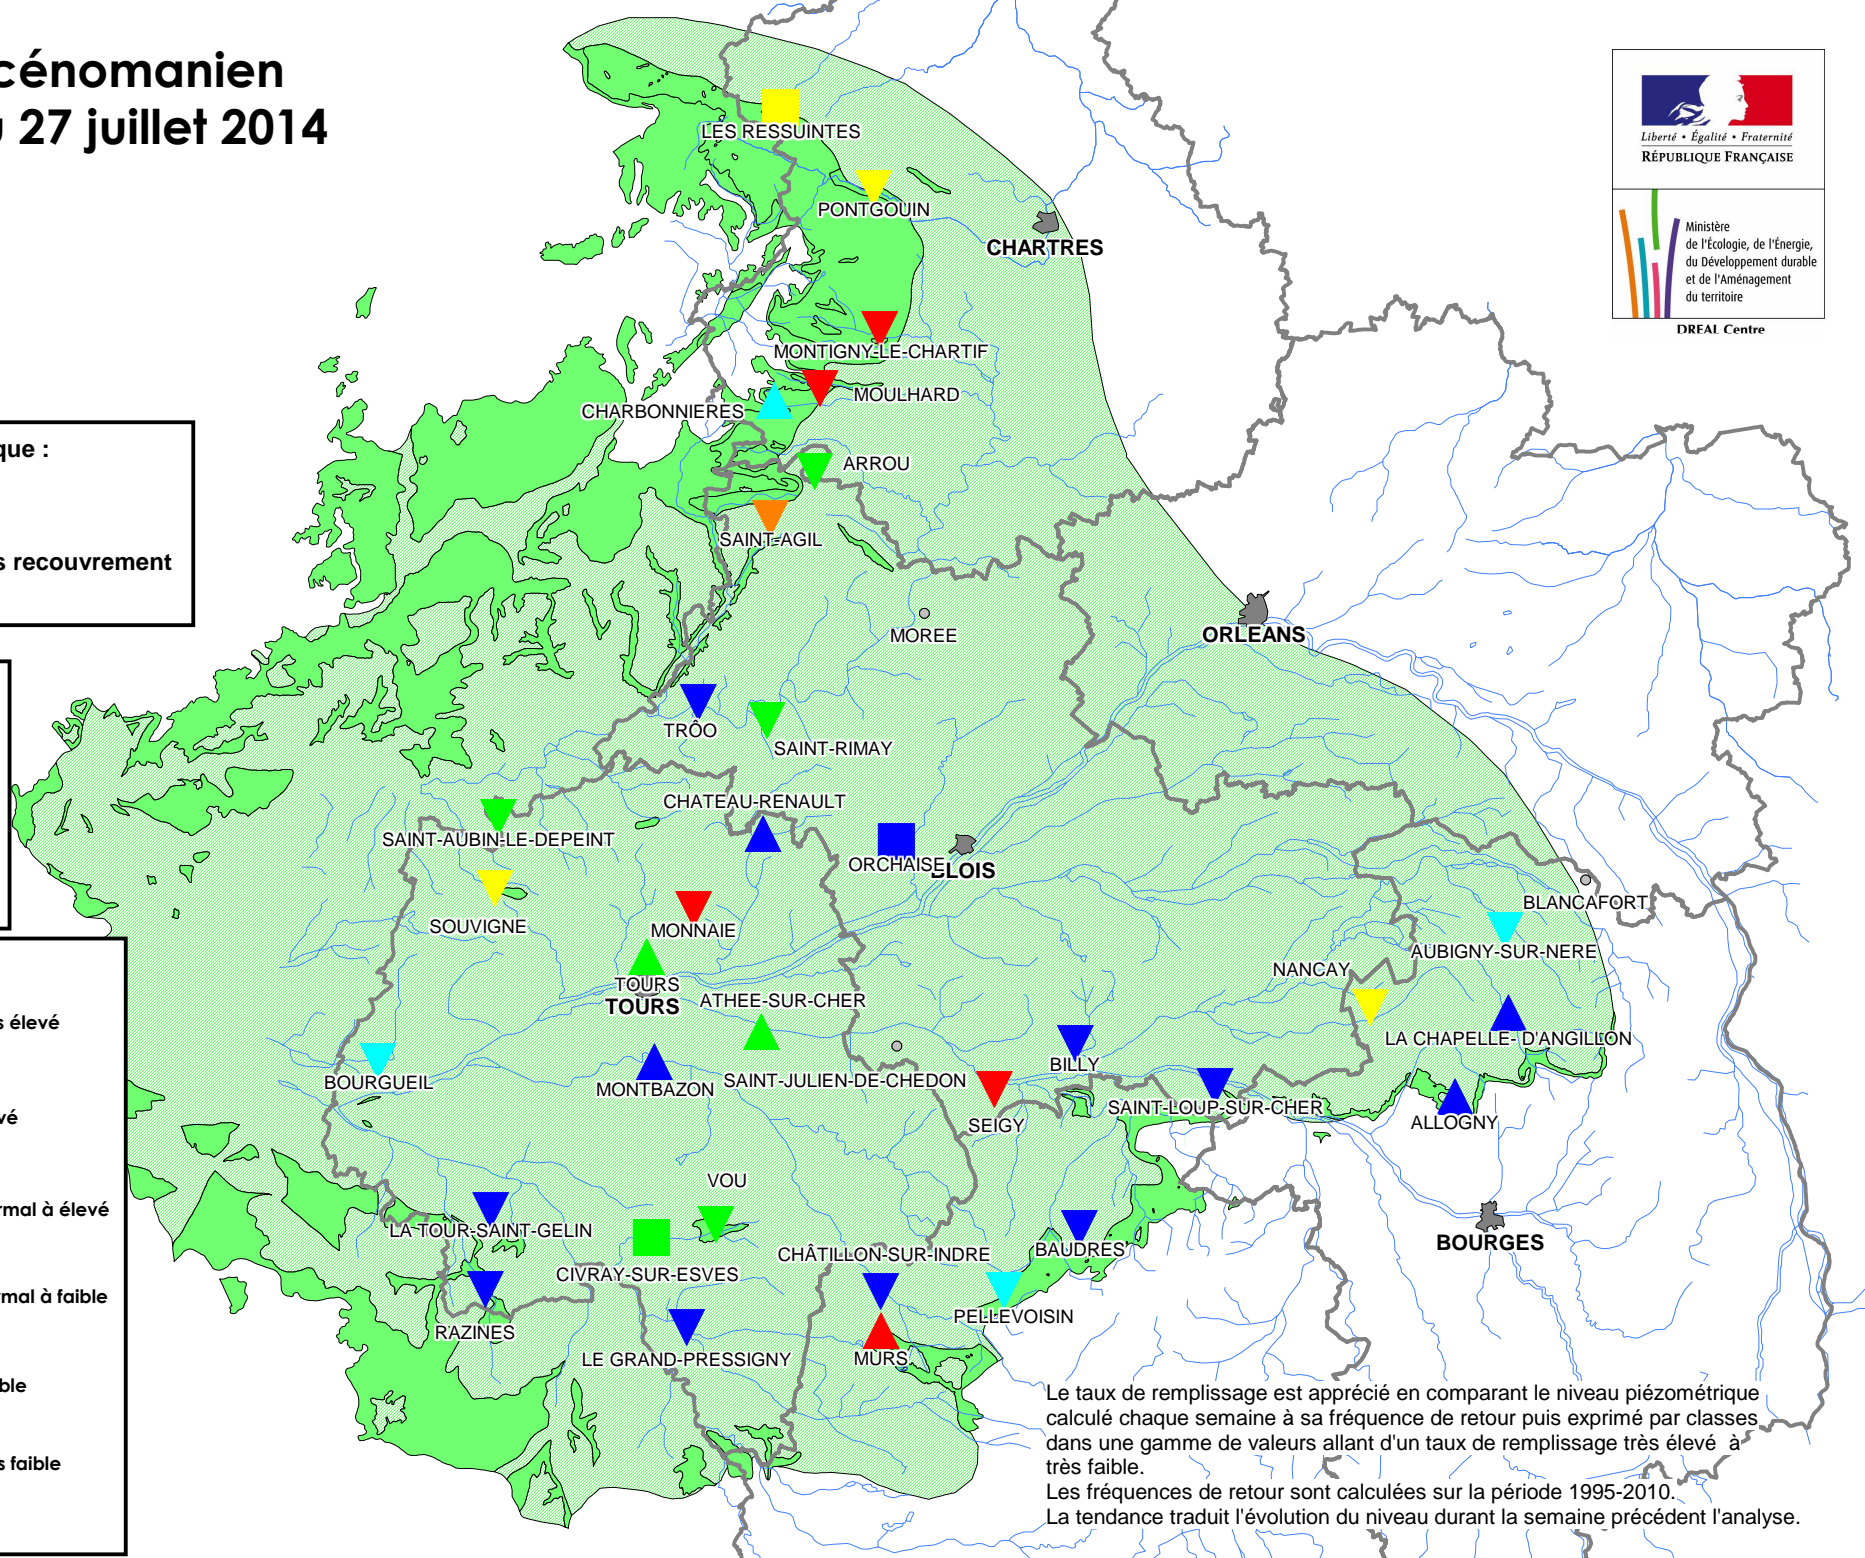 cénomanien
27 juillet 2014
Liberté • Égalité • Fraternité
RÉPUBLIQUE FRANÇAISE
Ministère
de l'Écologie, de l'Énergie,
du Développement durable
et de l'Aménagement
du territoire
DREAL Centre
LES RESSUINTES
PONTGOUIN
CHARTRES
MONTIGNY-LE-CHARTIF
MOULHARD
CHARBONNIERES
que :
ARROU
SAINT-AGIL
s recouvrement
MOREE
ORLEANS
TRÔO
SAINT-RIMAY
CHATEAU-RENAULT
SAINT-AUBIN-LE-DEPEINT
ORCHAISE
BLOIS
BLANCAFORT
SOUVIGNE
MONNAIE
AUBIGNY-SUR-NERE
NANCAY
TOURS
TOURS
ATHEE-SUR-CHER
s élevé
LA CHAPELLE- D'ANGILLON
BILLY
BOURGUEIL
MONTBAZON
SAINT-JULIEN-DE-CHEDON
SAINT-LOUP-SUR-CHER
vé
SEIGY
ALLOGNY
VOU
rmal à élevé
LA TOUR-SAINT-GELIN
CHÂTILLON-SUR-INDRE
BAUDRES
BOURGES
CIVRAY-SUR-ESVES
rmal à faible
PELLEVOISIN
RAZINES
LE GRAND-PRESSIGNY
MURS
ble
s faible
Le taux de remplissage est apprécié en comparant le niveau piézométrique
calculé chaque semaine à sa fréquence de retour puis exprimé par classes
dans une gamme de valeurs allant d'un taux de remplissage très élevé à
très faible.
Les fréquences de retour sont calculées sur la période 1995-2010.
La tendance traduit l'évolution du niveau durant la semaine précédent l'analyse.